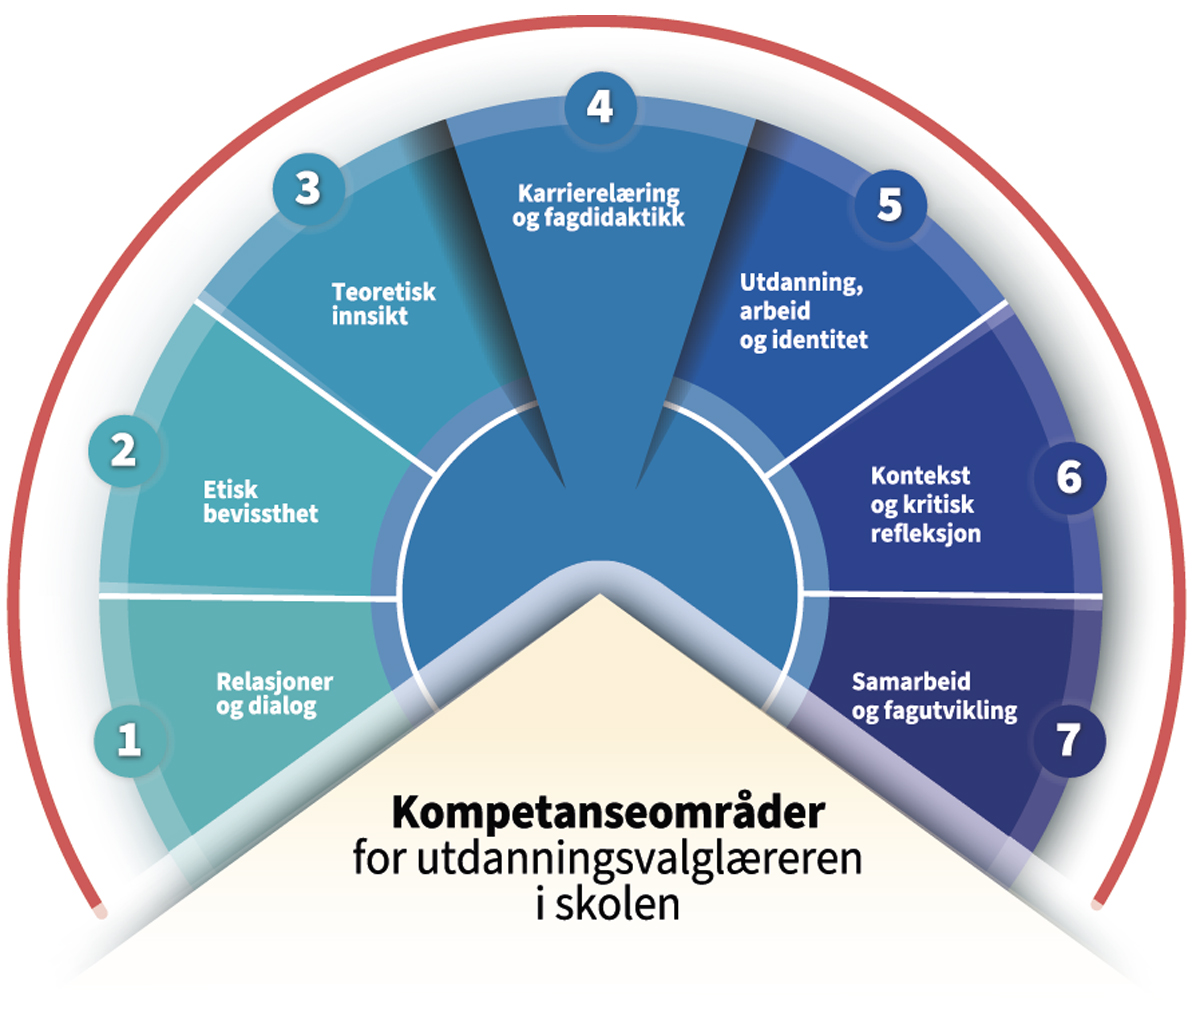 1
Relasjoner
og dialog
2
Etisk
bevissthet
3
Teoretisk
innsikt
4
Karrierelæring
og fagdidaktikk
5
Utdanning,
arbeid
og identitet
6
Kontekst
og kritisk
refleksjon
7
Samarbeid
og fagutvikling
Kompetanseområder
for utdanningsvalglæreren
i skolen